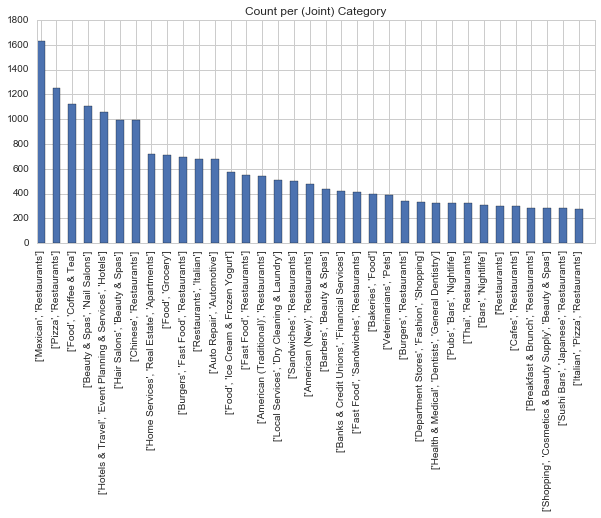 Count per (Joint) Category
1800
1600
1400
1200
1000
800
600
400
200
0
['Mexican', 'Restaurants']
['Pizza', 'Restaurants']
['Food', 'Coffee & Tea']
['Beauty & Spas', 'Nail Salons']
['Hotels & Travel', 'Event Planning & Services', 'Hotels']
['Hair Salons', 'Beauty & Spas']
['Chinese', 'Restaurants']
['Home Services', 'Real Estate', 'Apartments']
['Food', 'Grocery']
['Burgers', 'Fast Food', 'Restaurants']
['Restaurants', 'Italian']
['Auto Repair', 'Automotive']
['Food', 'Ice Cream & Frozen Yogurt']
['Fast Food', 'Restaurants']
['American (Traditional)', 'Restaurants']
['Local Services', 'Dry Cleaning & Laundry']
['Sandwiches', 'Restaurants']
['American (New)', 'Restaurants']
['Barbers', 'Beauty & Spas']
['Banks & Credit Unions', 'Financial Services']
['Fast Food', 'Sandwiches', 'Restaurants']
['Bakeries', 'Food']
['Veterinarians', 'Pets']
['Burgers', 'Restaurants']
['Department Stores', 'Fashion', 'Shopping']
['Health & Medical', 'Dentists', 'General Dentistry']
['Pubs', 'Bars', 'Nightlife']
['Thai', 'Restaurants']
['Bars', 'Nightlife']
['Restaurants']
['Cafes', 'Restaurants']
['Breakfast & Brunch', 'Restaurants']
['Shopping', 'Cosmetics & Beauty Supply', 'Beauty & Spas']
['Sushi Bars', 'Japanese', 'Restaurants']
['Italian', 'Pizza', 'Restaurants']